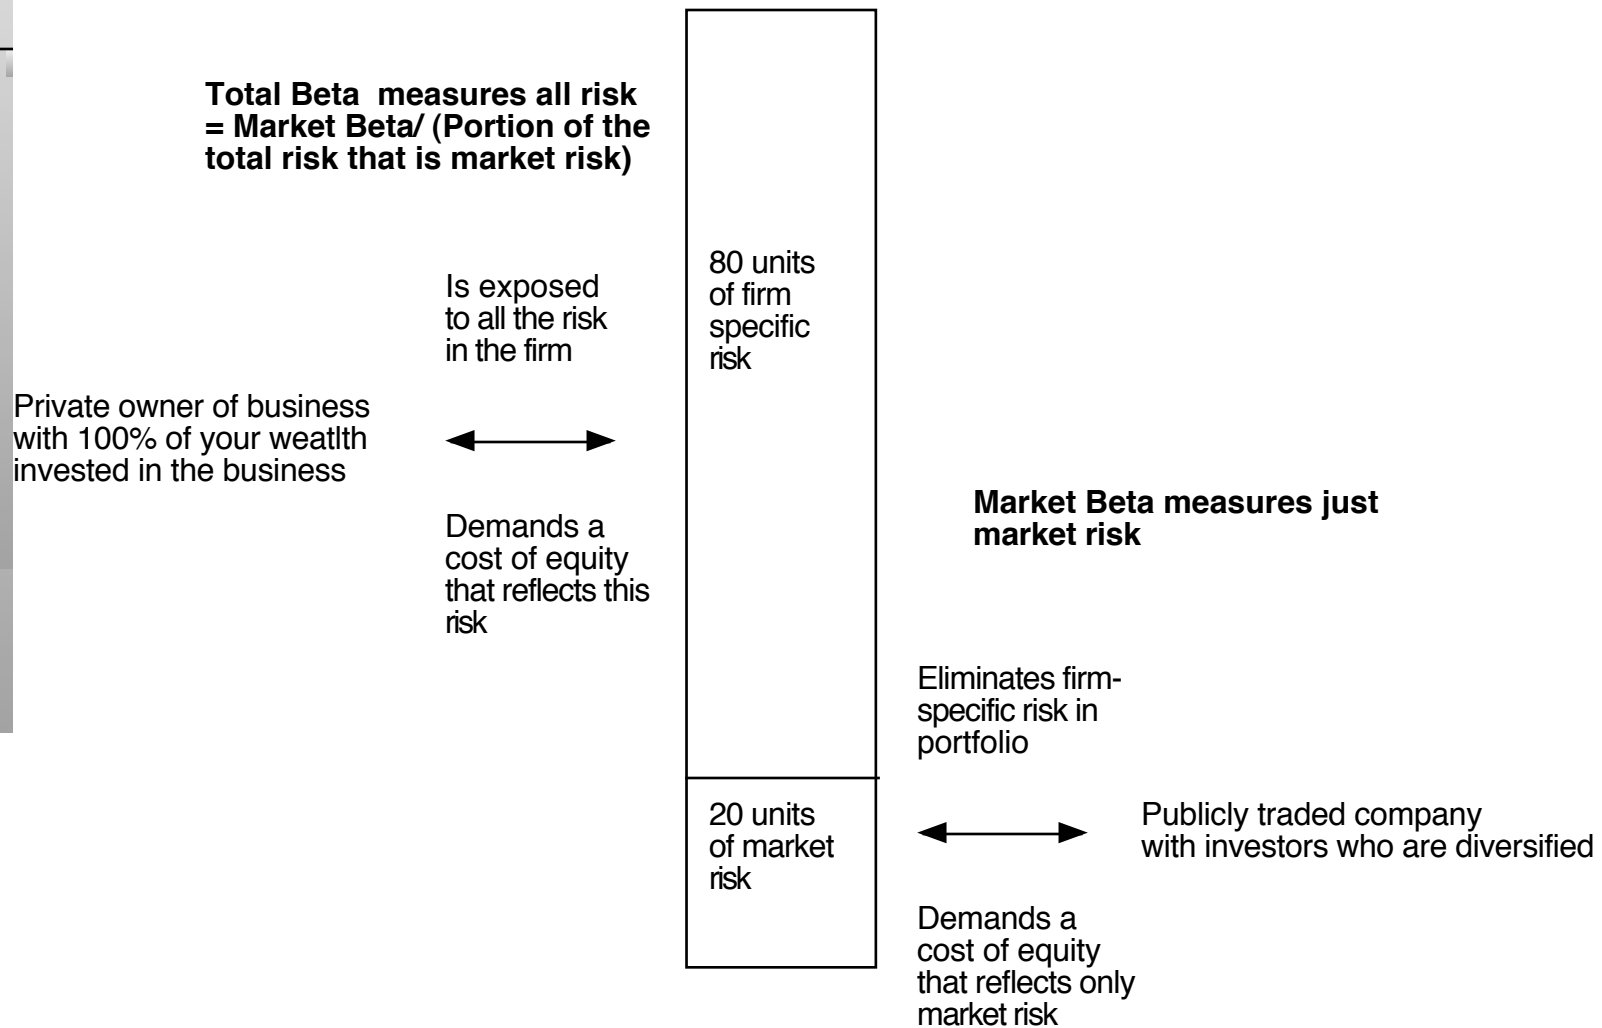 Total Beta  measures all risk
= Market Beta/ (Portion of the
total risk that is market risk)
80 units
of firm
specific
risk
Is exposed
to all the risk
in the firm
Private owner of business
with 100% of your weatlth
invested in the business
Demands a
cost of equity
that reflects this
risk
Market Beta measures just
market risk
Eliminates firm-
specific risk in
portfolio
20 units
of market
risk
Publicly traded company
with investors who are diversified
Demands a
cost of equity
that reflects only
market risk